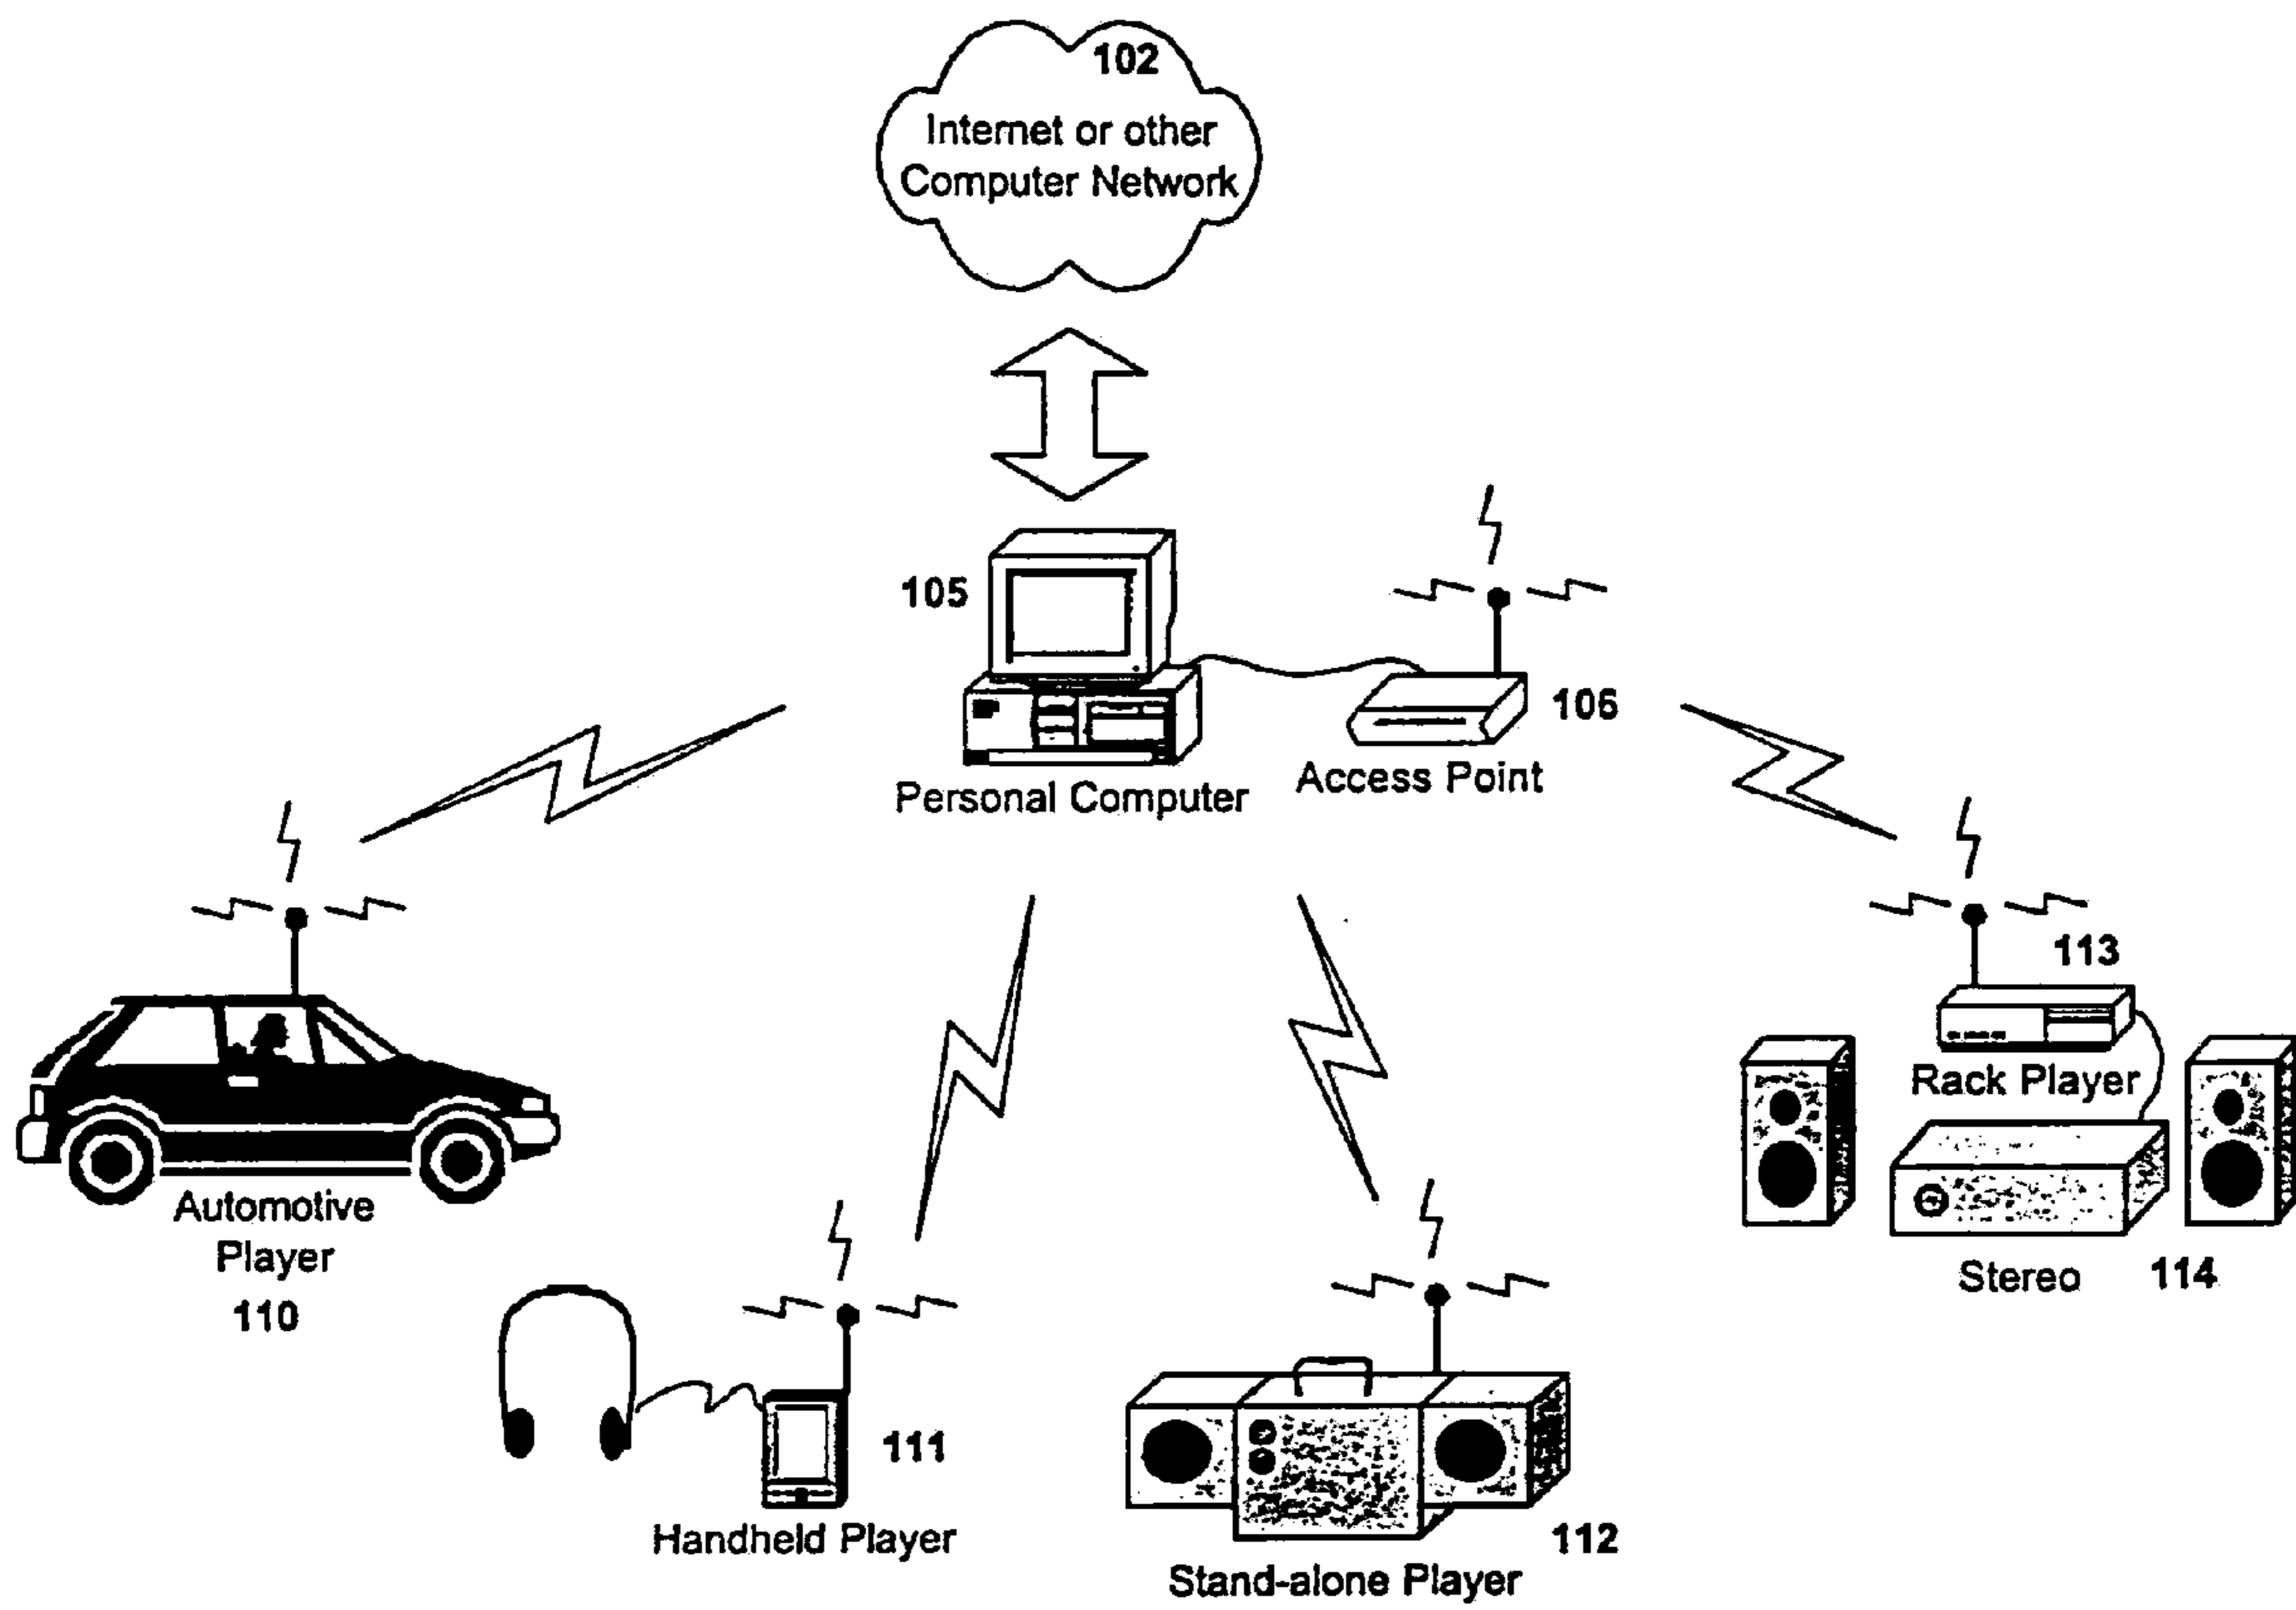 102
Internet or other
Computer Network
105
106
Personal Computer
Access Point
113
Rack Player
Automotive
Player
110
Stereo
114
111
Handheld Player
112
Stand-alone Player